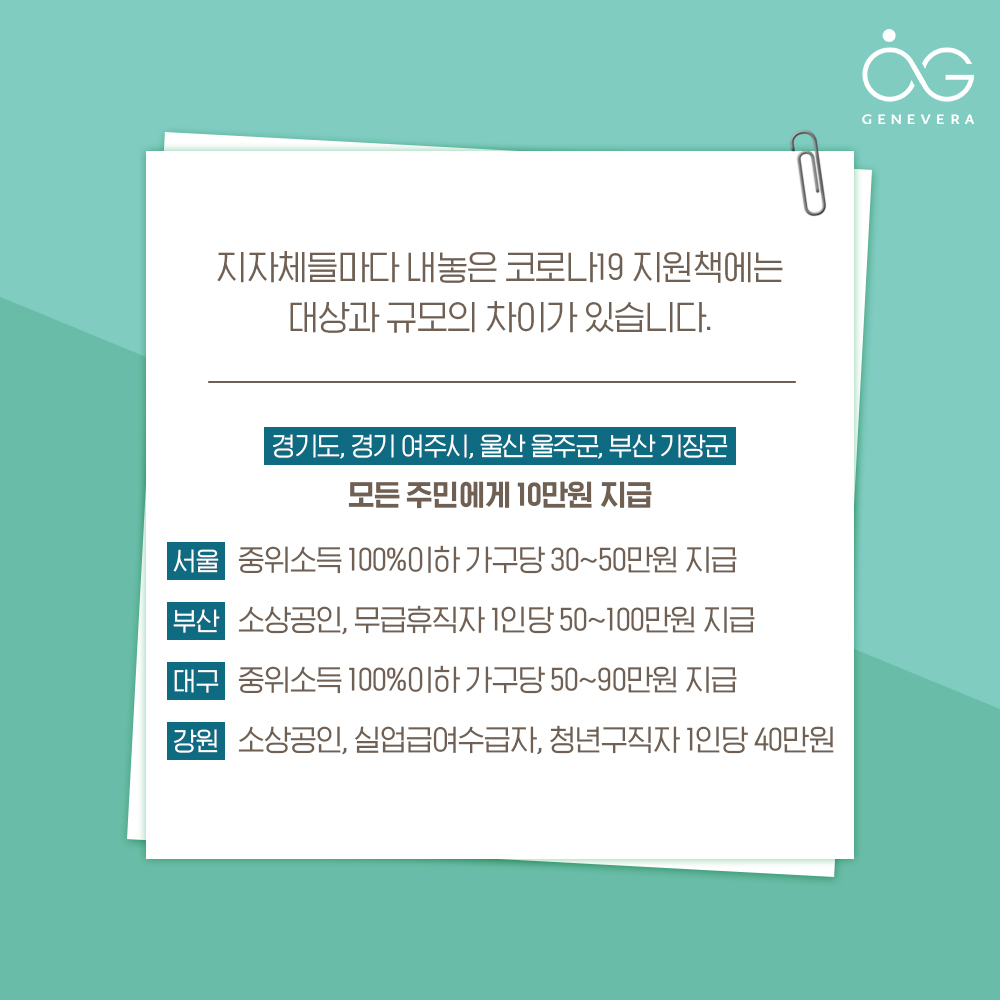 GENEVERA
지자체들마다 내놓은 코로나19 지원책에는
대상과 규모의 차이가 있습니다.
경기도, 경기 여주시, 울산 울주군, 부산 기장군
모든 주민에게 10만원 지급
서울 중위소득 100%이하 가구당 30~50만원 지급
부산 소상공인, 무급휴직자 1인당 50~100만원 지급
대구 중위소득 100%이하 가구당 50~90만원 지급
강원 소상공인, 실업급여수급자, 청년구직자 1인당 40만원